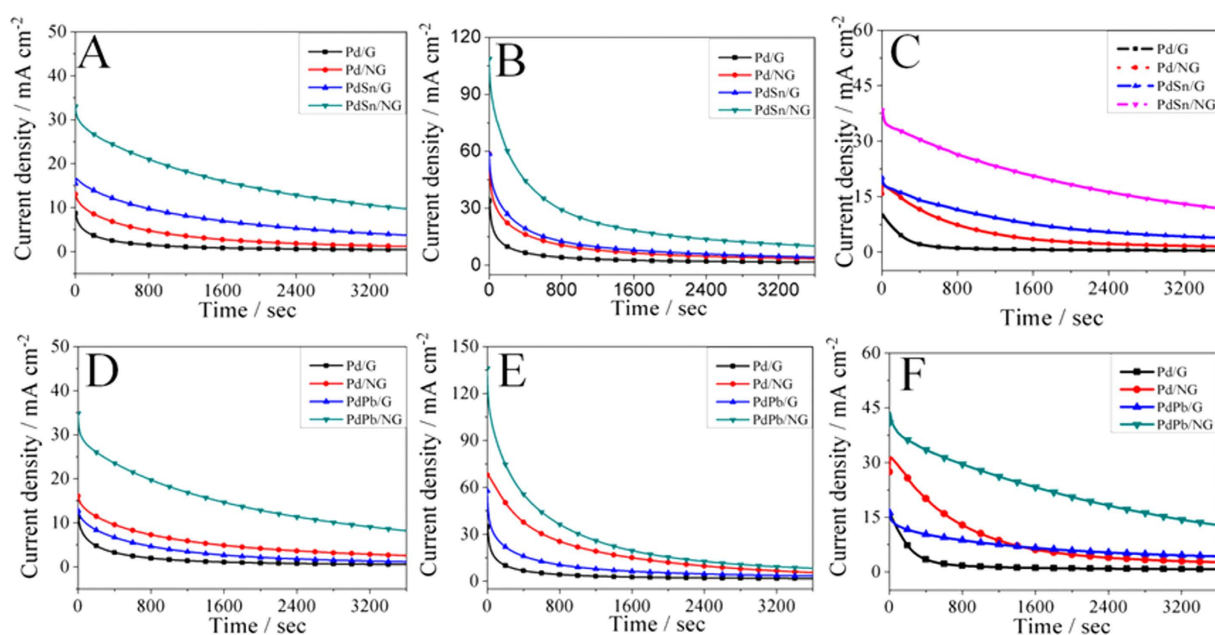 A
Current density / mA cm-2
50
40
30
20
10
0
0 800 1600 2400 3200
Time / sec
Pd/G
Pd/NG
PdSn/G
PdSn/NG
B
Current density / mA cm-2
120
90
60
30
0
0 800 1600 2400 3200
Time / sec
Pd/G
Pd/NG
PdSn/G
PdSn/NG
C
Current density / mA cm-2
60
45
30
15
0
0 800 1600 2400 3200
Time / sec
Pd/G
Pd/NG
PdSn/G
PdSn/NG
D
Current density / mA cm-2
50
40
30
20
10
0
0 800 1600 2400 3200
Time / sec
Pd/G
Pd/NG
PdPb/G
PdPb/NG
E
Current density / mA cm-2
150
120
90
60
30
0
0 800 1600 2400 3200
Time / sec
Pd/G
Pd/NG
PdPb/G
PdPb/NG
F
Current density / mA cm-2
60
45
30
15
0
0 800 1600 2400 3200
Time / sec
Pd/G
Pd/NG
PdPb/G
PdPb/NG